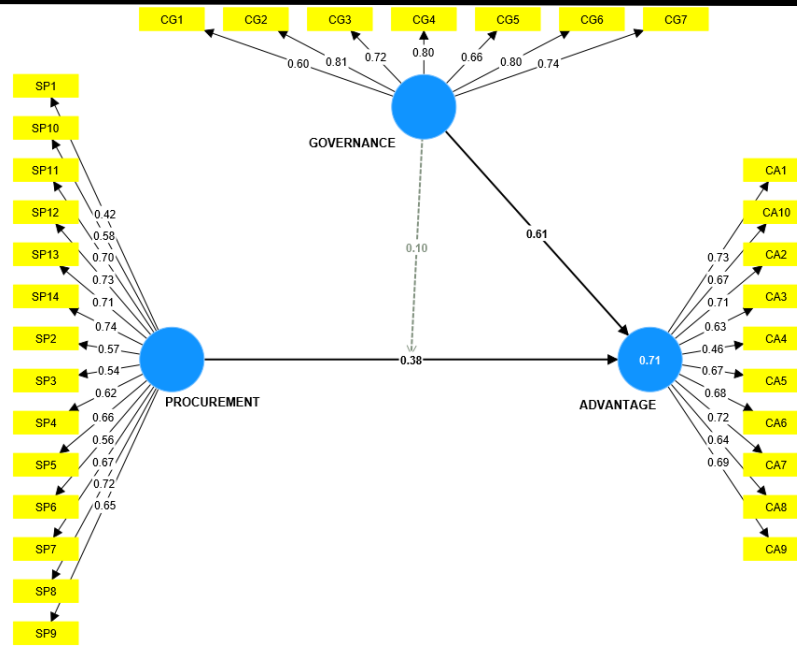 CG1 CG2 CG3 CG4 CG5 CG6 CG7
0.60 0.81 0.72 0.80 0.66 0.80 0.74
GOVERNANCE
SP1
SP10
SP11
SP12
SP13
SP14
SP2
SP3
SP4
SP5
SP6
SP7
SP8
SP9
0.42
0.58
0.70
0.73
0.71
0.74
0.57
0.54
0.62
0.66
0.56
0.67
0.72
0.65
PROCUREMENT
0.10
0.61
0.38
0.71
ADVANTAGE
0.73
0.67
0.71
0.63
0.46
0.67
0.68
0.72
0.64
0.69
CA1
CA10
CA2
CA3
CA4
CA5
CA6
CA7
CA8
CA9